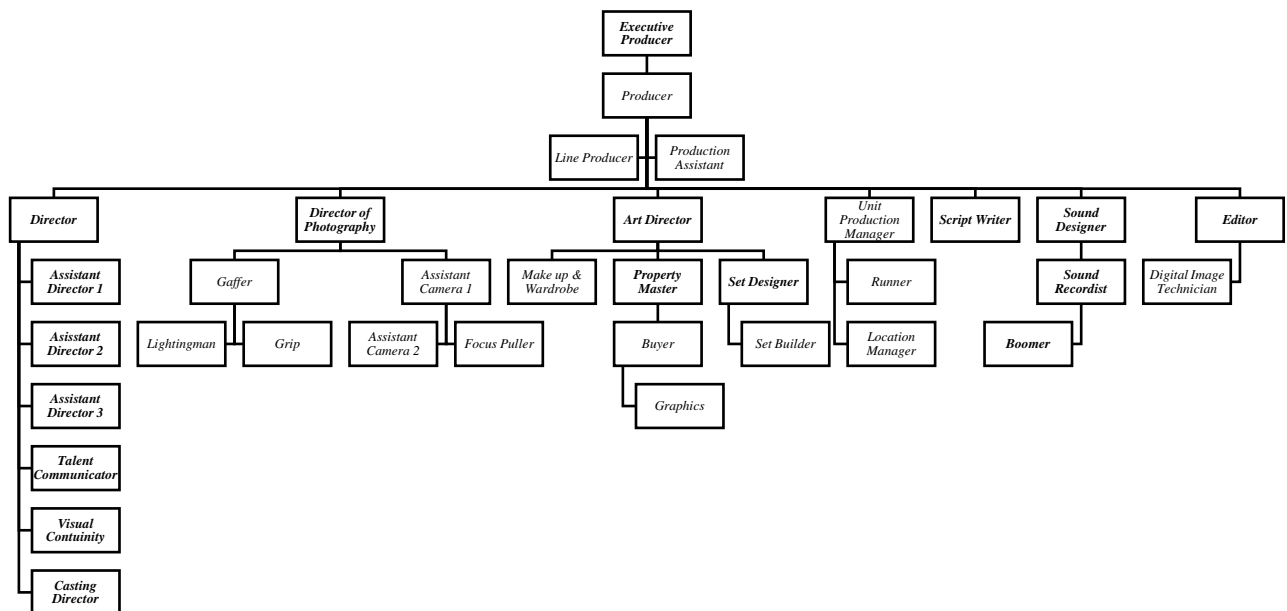 Executive
Producer
Producer
Line Producer
Production
Assistant
Director
Director of
Photography
Art Director
Unit
Production
Manager
Script Writer
Sound
Designer
Editor
Assistant
Director 1
Gaffer
Assistant
Camera 1
Make up &
Wardrobe
Property
Master
Set Designer
Runner
Sound
Recordist
Digital Image
Technician
Asisstant
Director 2
Lightingman
Grip
Assistant
Camera 2
Focus Puller
Buyer
Set Builder
Location
Manager
Boomer
Assistant
Director 3
Graphics
Talent
Communicator
Visual
Contuinity
Casting
Director